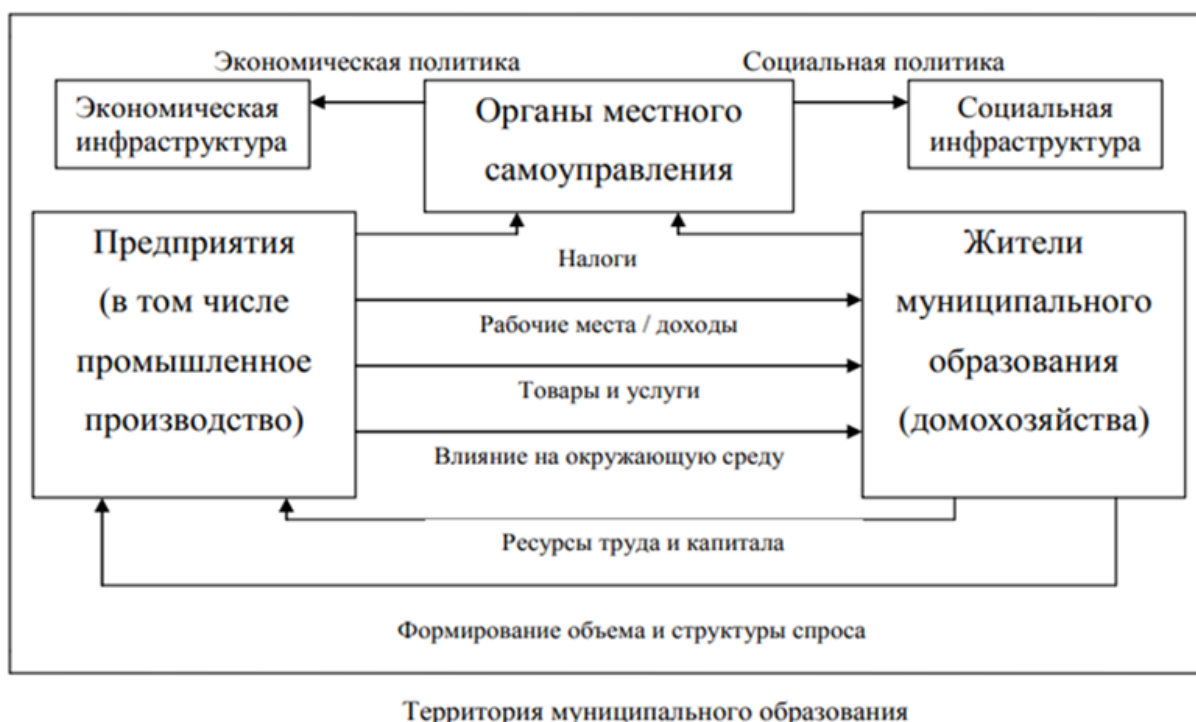 Экономическая политика
Социальная политика
Экономическая
инфраструктура
Органы местного
самоуправления
Социальная
инфраструктура
Предприятия
(в том числе
промышленное
производство)
Налоги
Рабочие места / доходы
Товары и услуги
Влияние на окружающую среду
Жители
муниципального
образования
(домохозяйства)
Ресурсы труда и капитала
Формирование объема и структуры спроса
Территория муниципального образования